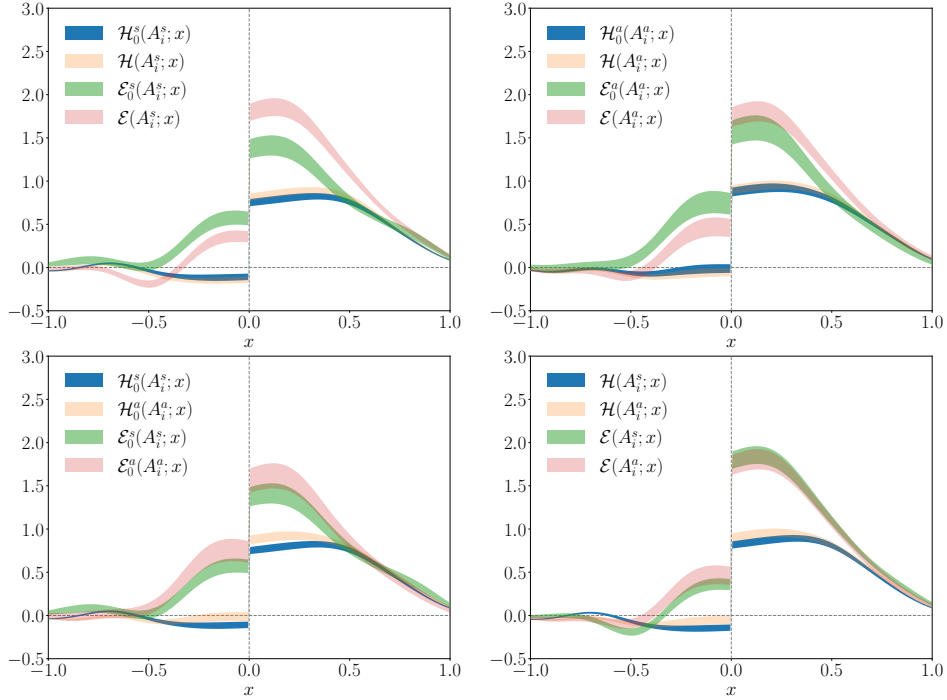 3.0
2.5
2.0
1.5
1.0
0.5
0.0
−0.5
−1.0 −0.5 0.0 0.5 1.0
x
ℋ₀ˢ(Aᵢˢ; x)
ℋ(Aᵢˢ; x)
ℰ₀ˢ(Aᵢˢ; x)
ℰ(Aᵢˢ; x)
3.0
2.5
2.0
1.5
1.0
0.5
0.0
−0.5
−1.0 −0.5 0.0 0.5 1.0
x
ℋ₀ᵃ(Aᵢᵃ; x)
ℋ(Aᵢᵃ; x)
ℰ₀ᵃ(Aᵢᵃ; x)
ℰ(Aᵢᵃ; x)
3.0
2.5
2.0
1.5
1.0
0.5
0.0
−0.5
−1.0 −0.5 0.0 0.5 1.0
x
ℋ₀ˢ(Aᵢˢ; x)
ℋ₀ᵃ(Aᵢᵃ; x)
ℰ₀ˢ(Aᵢˢ; x)
ℰ₀ᵃ(Aᵢᵃ; x)
3.0
2.5
2.0
1.5
1.0
0.5
0.0
−0.5
−1.0 −0.5 0.0 0.5 1.0
x
ℋ(Aᵢˢ; x)
ℋ(Aᵢᵃ; x)
ℰ(Aᵢˢ; x)
ℰ(Aᵢᵃ; x)